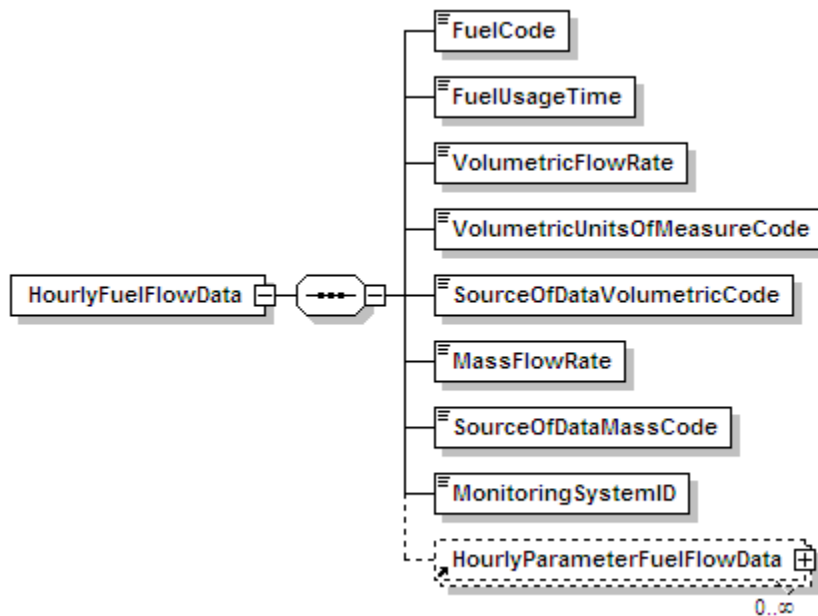 FuelCode
FuelUsageTime
VolumetricFlowRate
VolumetricUnitsOfMeasureCode
HourlyFuelFlowData
SourceOfDataVolumetricCode
MassFlowRate
SourceOfDataMassCode
MonitoringSystemID
HourlyParameterFuelFlowData
0..∞